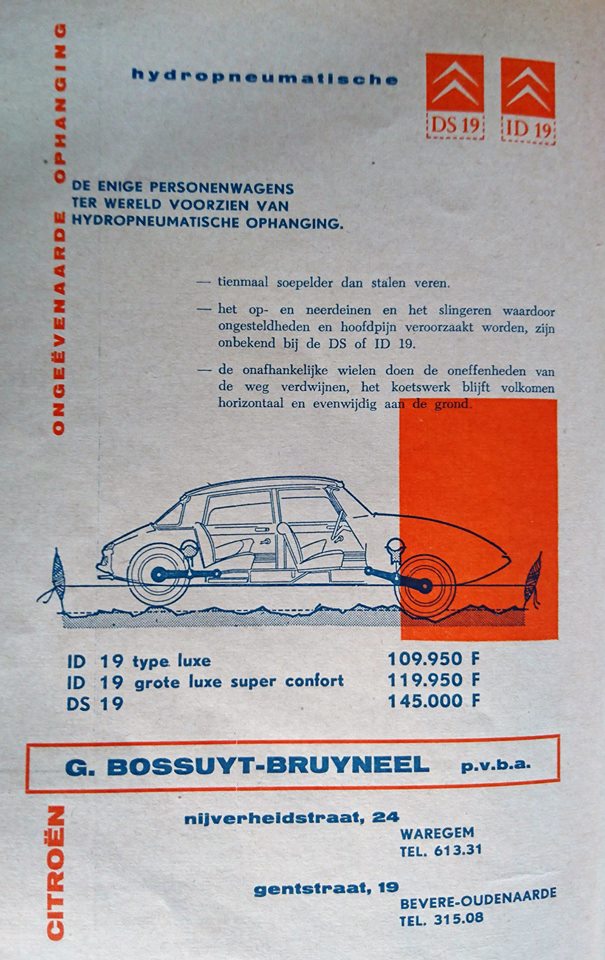 hydropneumatische
DS 19
ID 19
ONGEËVENAARDE OPHANGING
DE ENIGE PERSONENWAGENS
TER WERELD VOORZIEN VAN
HYDROPNEUMATISCHE OPHANGING.
— tienmaal soepelder dan stalen veren.
— het op- en neerdeinen en het slingeren waardoor
ongesteldheden en hoofdpijn veroorzaakt worden, zijn
onbekend bij de DS of ID 19.
— de onafhankelijke wielen doen de oneffenheden van
de weg verdwijnen, het koetswerk blijft volkomen
horizontaal en evenwijdig aan de grond.
ID 19 type luxe 109.950 F
ID 19 grote luxe super confort 119.950 F
DS 19 145.000 F
G. BOSSUYT-BRUYNEEL p.v.b.a.
CITROËN
nijverheidstraat, 24
WAREGEM
TEL. 613.31
gentstraat, 19
BEVERE-OUDENAARDE
TEL. 315.08